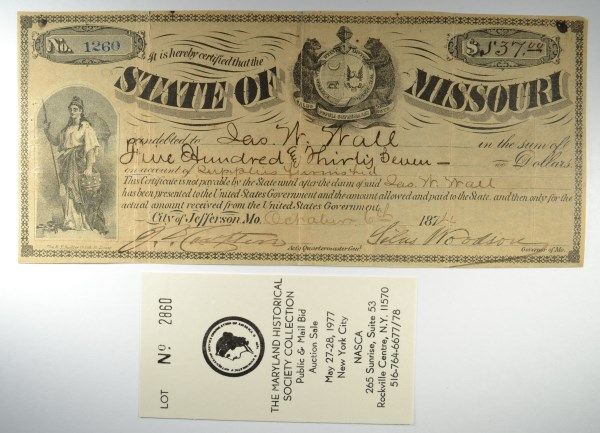 No. 1260
$537.00
It is hereby certified that the
STATE OF MISSOURI
is indebted to Jas. W. Wall in the sum of
Five Hundred & Thirty Seven — Dollars
on account of Supplies furnished
This Certificate is not payable by the State until after the claim of said Jas. W. Wall
has been presented to the United States Government and the amount allowed and paid to the State, and then only for the
actual amount received from the United States Government.
City of Jefferson Mo. October 1874
Silas Woodson
Act'g Quartermaster Genl. Governor of Mo.
LOT No 2860
THE MARYLAND HISTORICAL
SOCIETY COLLECTION
Public & Mail Bid
Auction Sale
May 27-28, 1977
New York City
NASCA
265 Sunrise, Suite 53
Rockville Centre, N.Y. 11570
516-764-6677/78